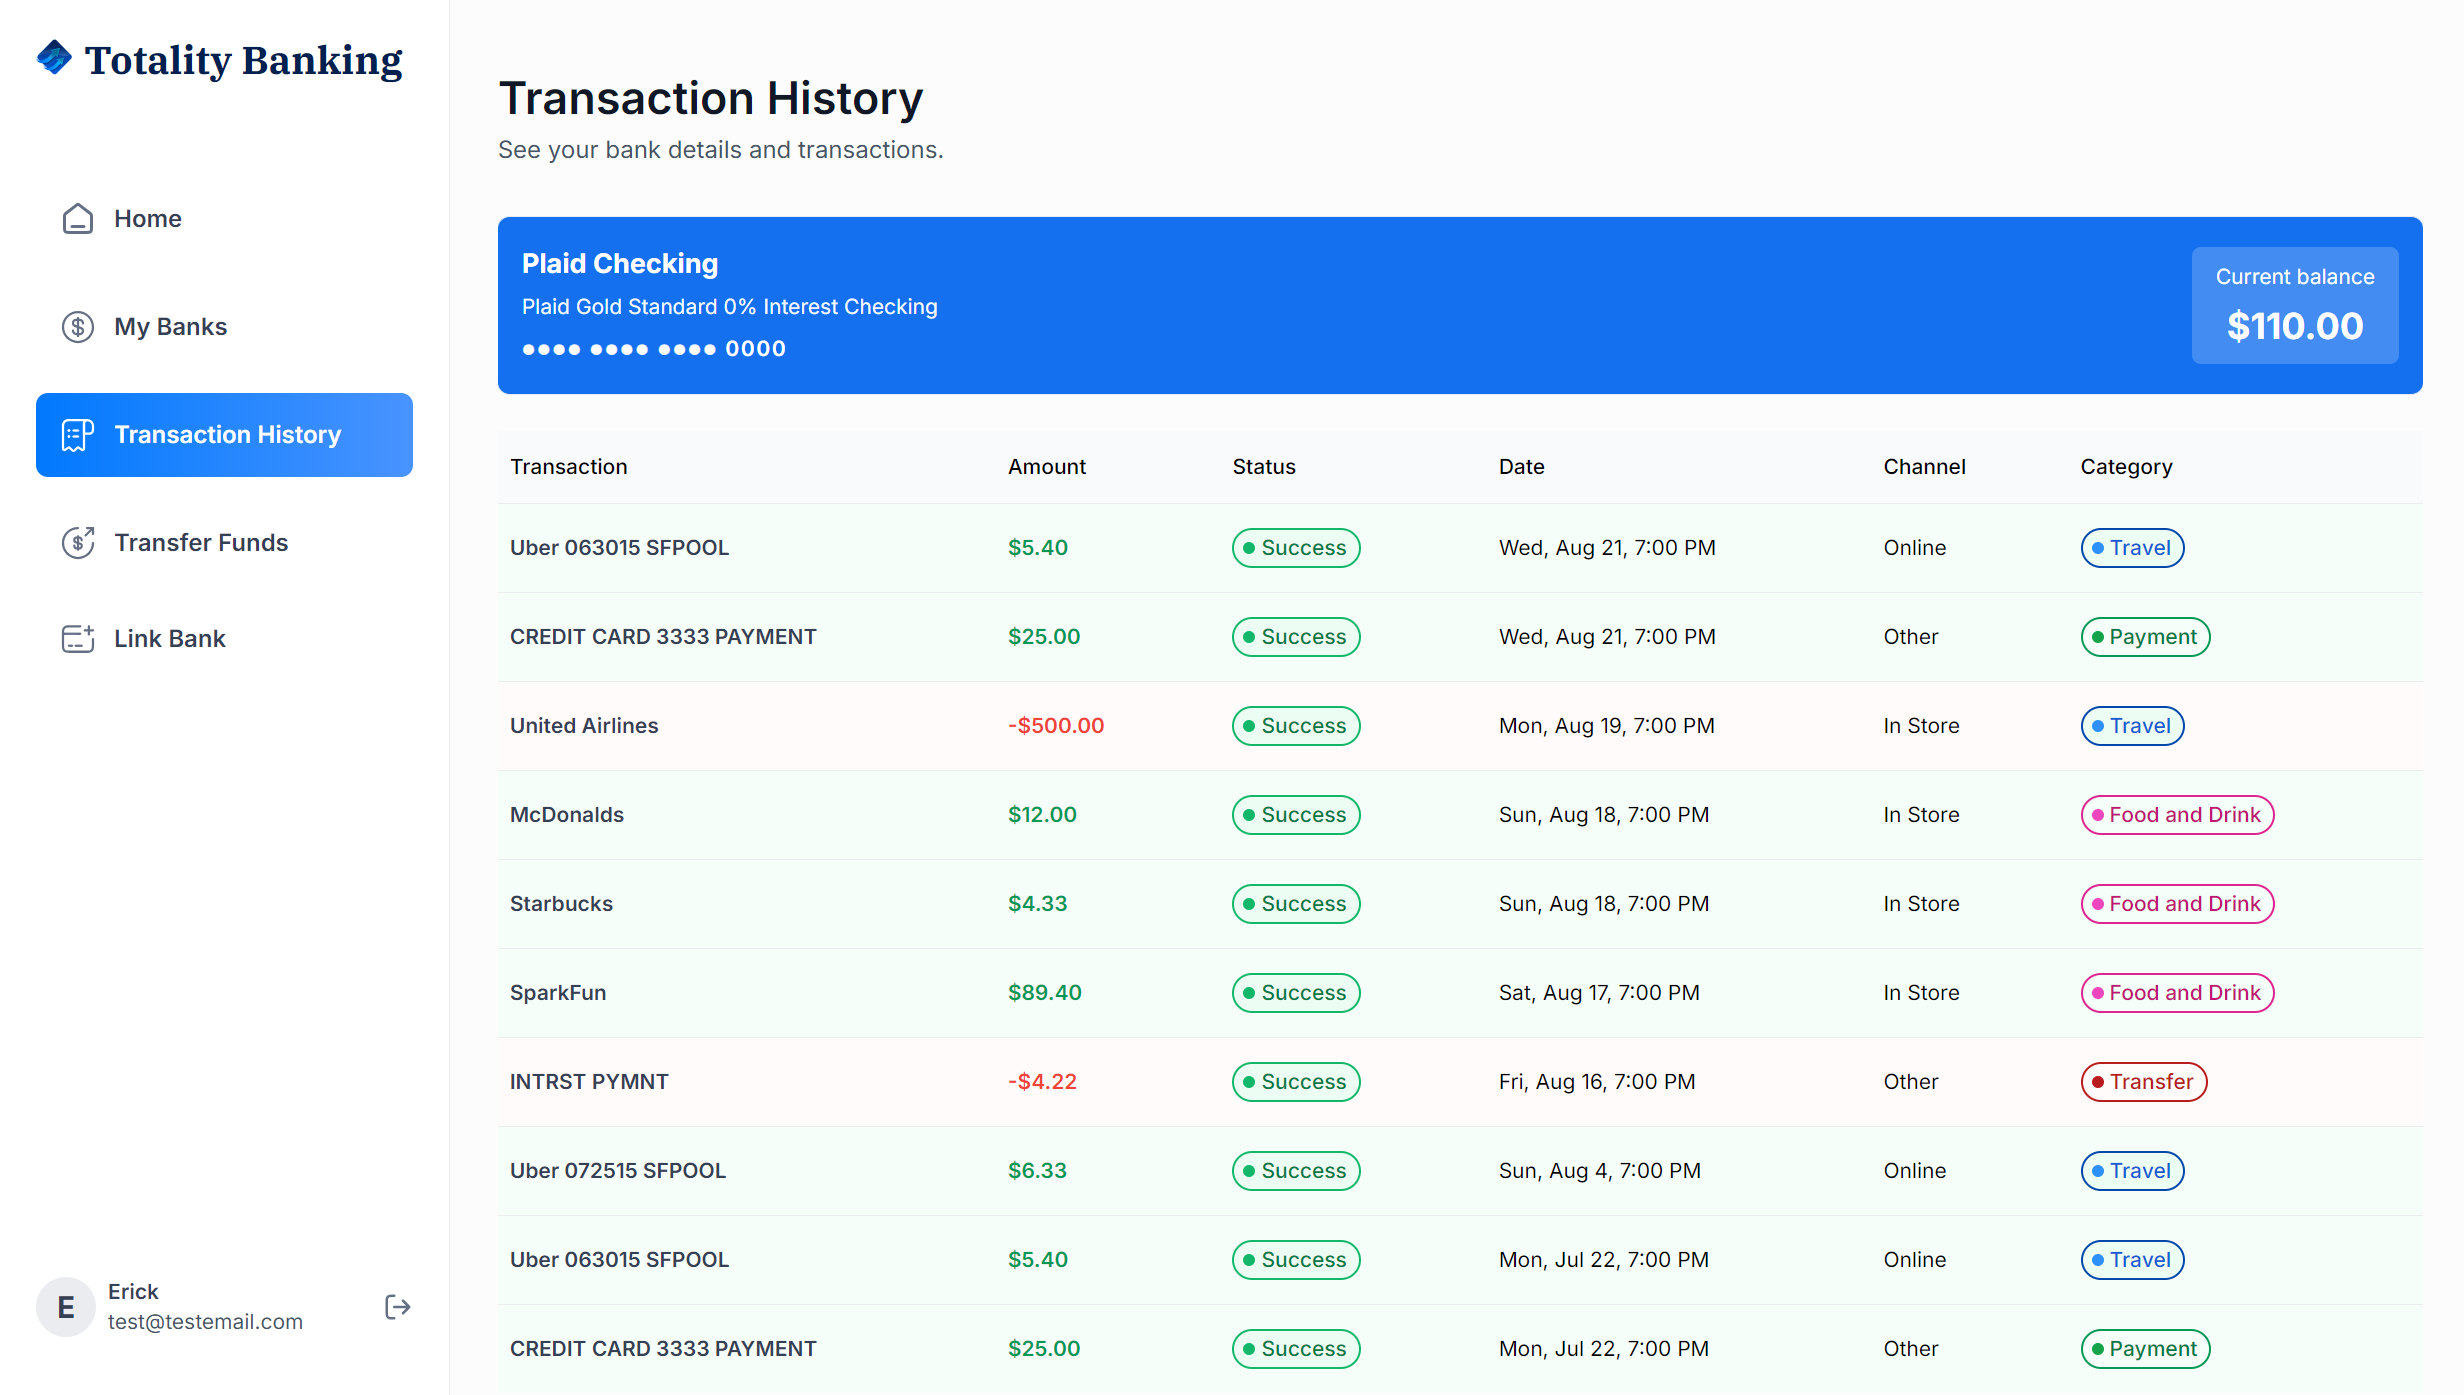 Totality Banking
Home
My Banks
Transaction History
Transfer Funds
Link Bank
E
Erick
test@testemail.com
Transaction History
See your bank details and transactions.
Plaid Checking
Plaid Gold Standard 0% Interest Checking
●●●● ●●●● ●●●● 0000
Current balance
$110.00
Transaction Amount Status Date Channel Category
Uber 063015 SFPOOL $5.40 Success Wed, Aug 21, 7:00 PM Online Travel
CREDIT CARD 3333 PAYMENT $25.00 Success Wed, Aug 21, 7:00 PM Other Payment
United Airlines -$500.00 Success Mon, Aug 19, 7:00 PM In Store Travel
McDonalds $12.00 Success Sun, Aug 18, 7:00 PM In Store Food and Drink
Starbucks $4.33 Success Sun, Aug 18, 7:00 PM In Store Food and Drink
SparkFun $89.40 Success Sat, Aug 17, 7:00 PM In Store Food and Drink
INTRST PYMNT -$4.22 Success Fri, Aug 16, 7:00 PM Other Transfer
Uber 072515 SFPOOL $6.33 Success Sun, Aug 4, 7:00 PM Online Travel
Uber 063015 SFPOOL $5.40 Success Mon, Jul 22, 7:00 PM Online Travel
CREDIT CARD 3333 PAYMENT $25.00 Success Mon, Jul 22, 7:00 PM Other Payment